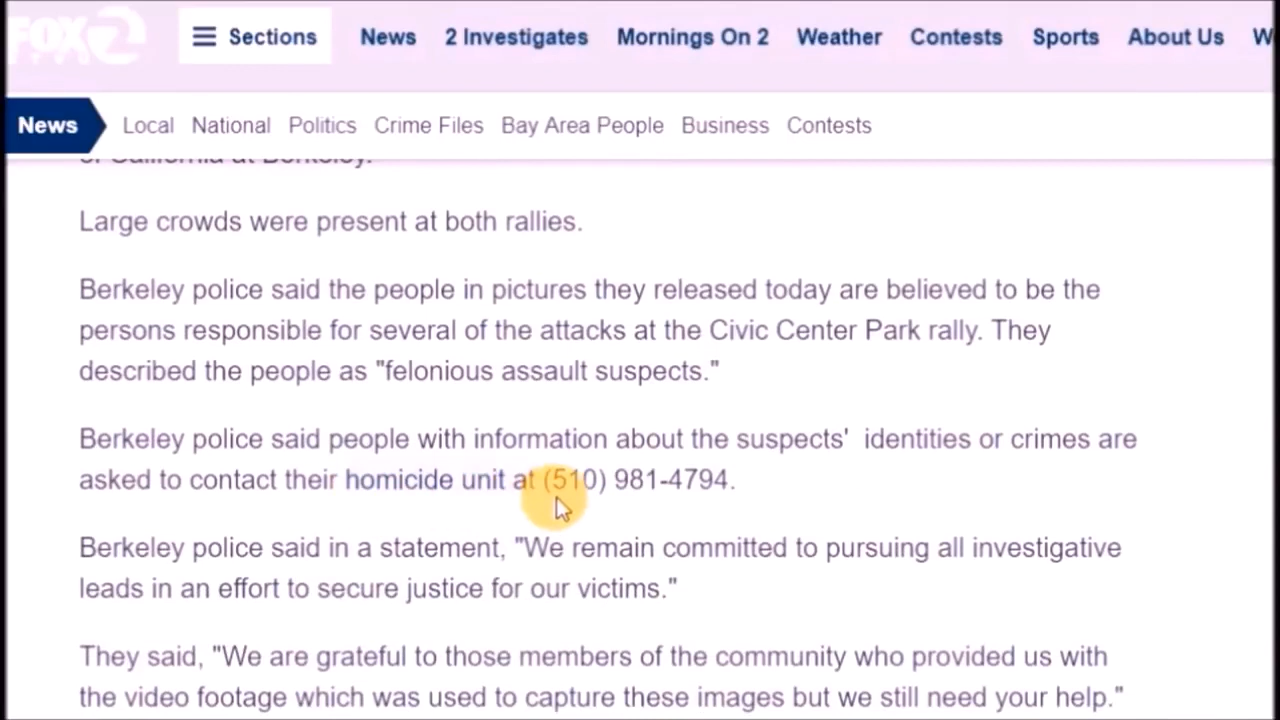 FOX 2
Sections News 2 Investigates Mornings On 2 Weather Contests Sports About Us W
News Local National Politics Crime Files Bay Area People Business Contests
of California at Berkeley.
Large crowds were present at both rallies.
Berkeley police said the people in pictures they released today are believed to be the
persons responsible for several of the attacks at the Civic Center Park rally. They
described the people as "felonious assault suspects."
Berkeley police said people with information about the suspects'  identities or crimes are
asked to contact their homicide unit at (510) 981-4794.
Berkeley police said in a statement, "We remain committed to pursuing all investigative
leads in an effort to secure justice for our victims."
They said, "We are grateful to those members of the community who provided us with
the video footage which was used to capture these images but we still need your help."